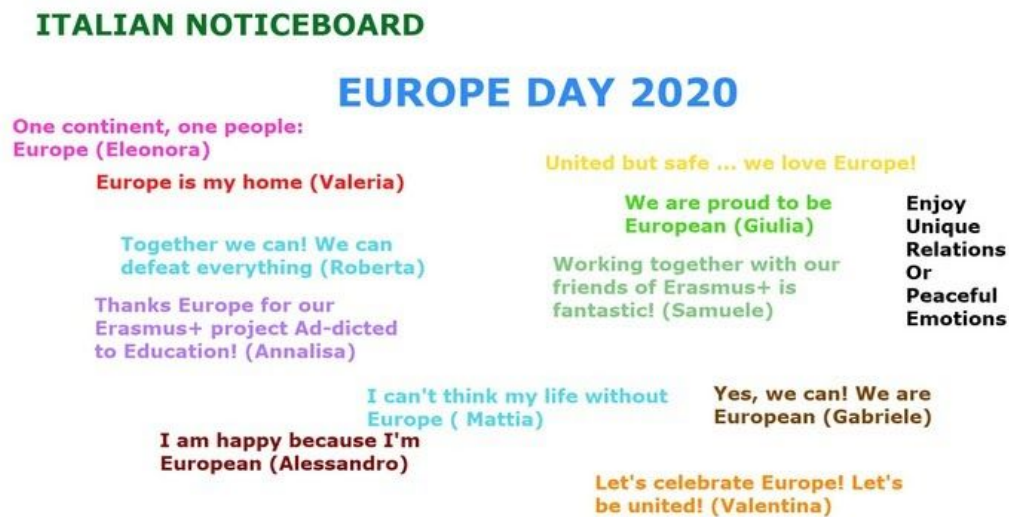 ITALIAN NOTICEBOARD
EUROPE DAY 2020
One continent, one people:
Europe (Eleonora)
Europe is my home (Valeria)
United but safe ... we love Europe!
We are proud to be
European (Giulia)
Enjoy
Unique
Relations
Or
Peaceful
Emotions
Together we can! We can
defeat everything (Roberta)
Working together with our
friends of Erasmus+ is
fantastic! (Samuele)
Thanks Europe for our
Erasmus+ project Ad-dicted
to Education! (Annalisa)
I can't think my life without
Europe ( Mattia)
Yes, we can! We are
European (Gabriele)
I am happy because I'm
European (Alessandro)
Let's celebrate Europe! Let's
be united! (Valentina)